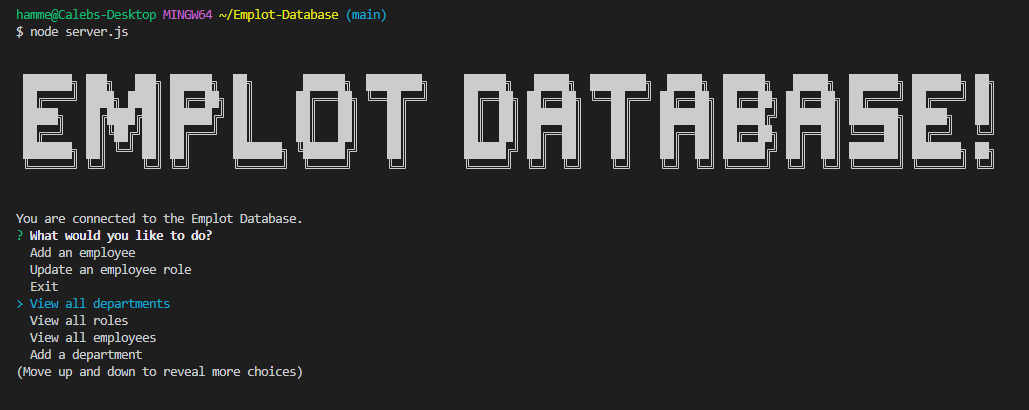 hamme@Calebs-Desktop MINGW64 ~/Emplot-Database (main)
$ node server.js
EMPLOT DATABASE!
You are connected to the Emplot Database.
? What would you like to do?
Add an employee
Update an employee role
Exit
> View all departments
View all roles
View all employees
Add a department
(Move up and down to reveal more choices)